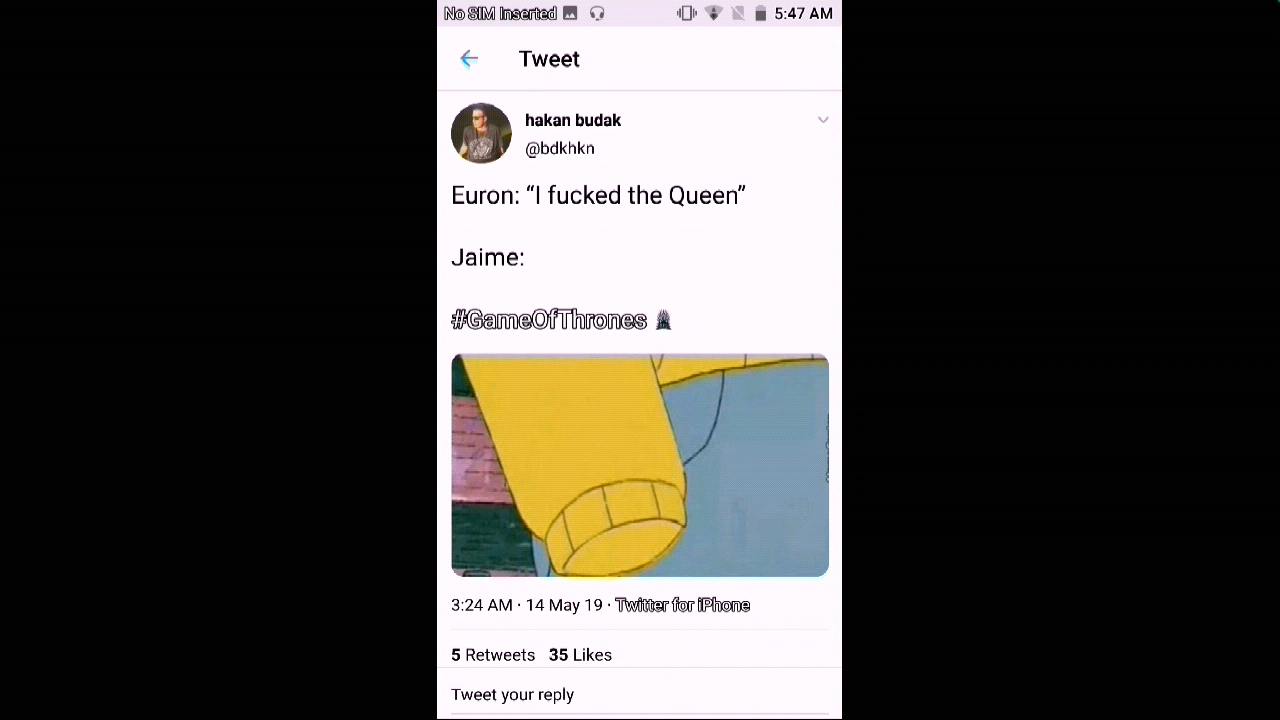 No SIM Inserted 5:47 AM
Tweet
hakan budak
@bdkhkn
Euron: “I fucked the Queen”
Jaime:
#GameOfThrones
3:24 AM · 14 May 19 · Twitter for iPhone
5 Retweets 35 Likes
Tweet your reply